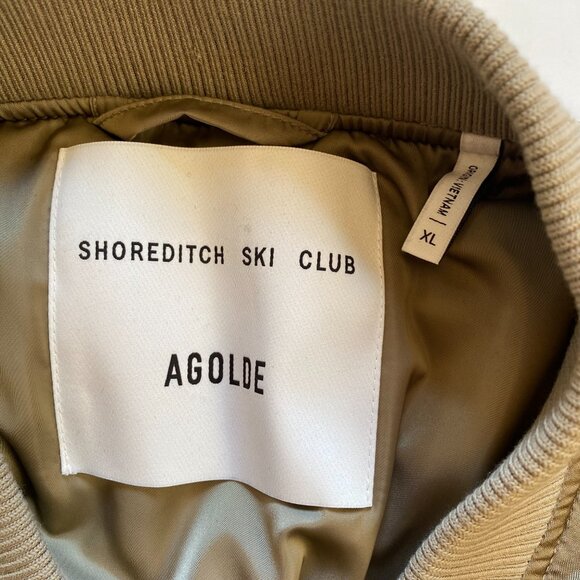 SHOREDITCH SKI CLUB
AGOLDE
VIETNAM | XL